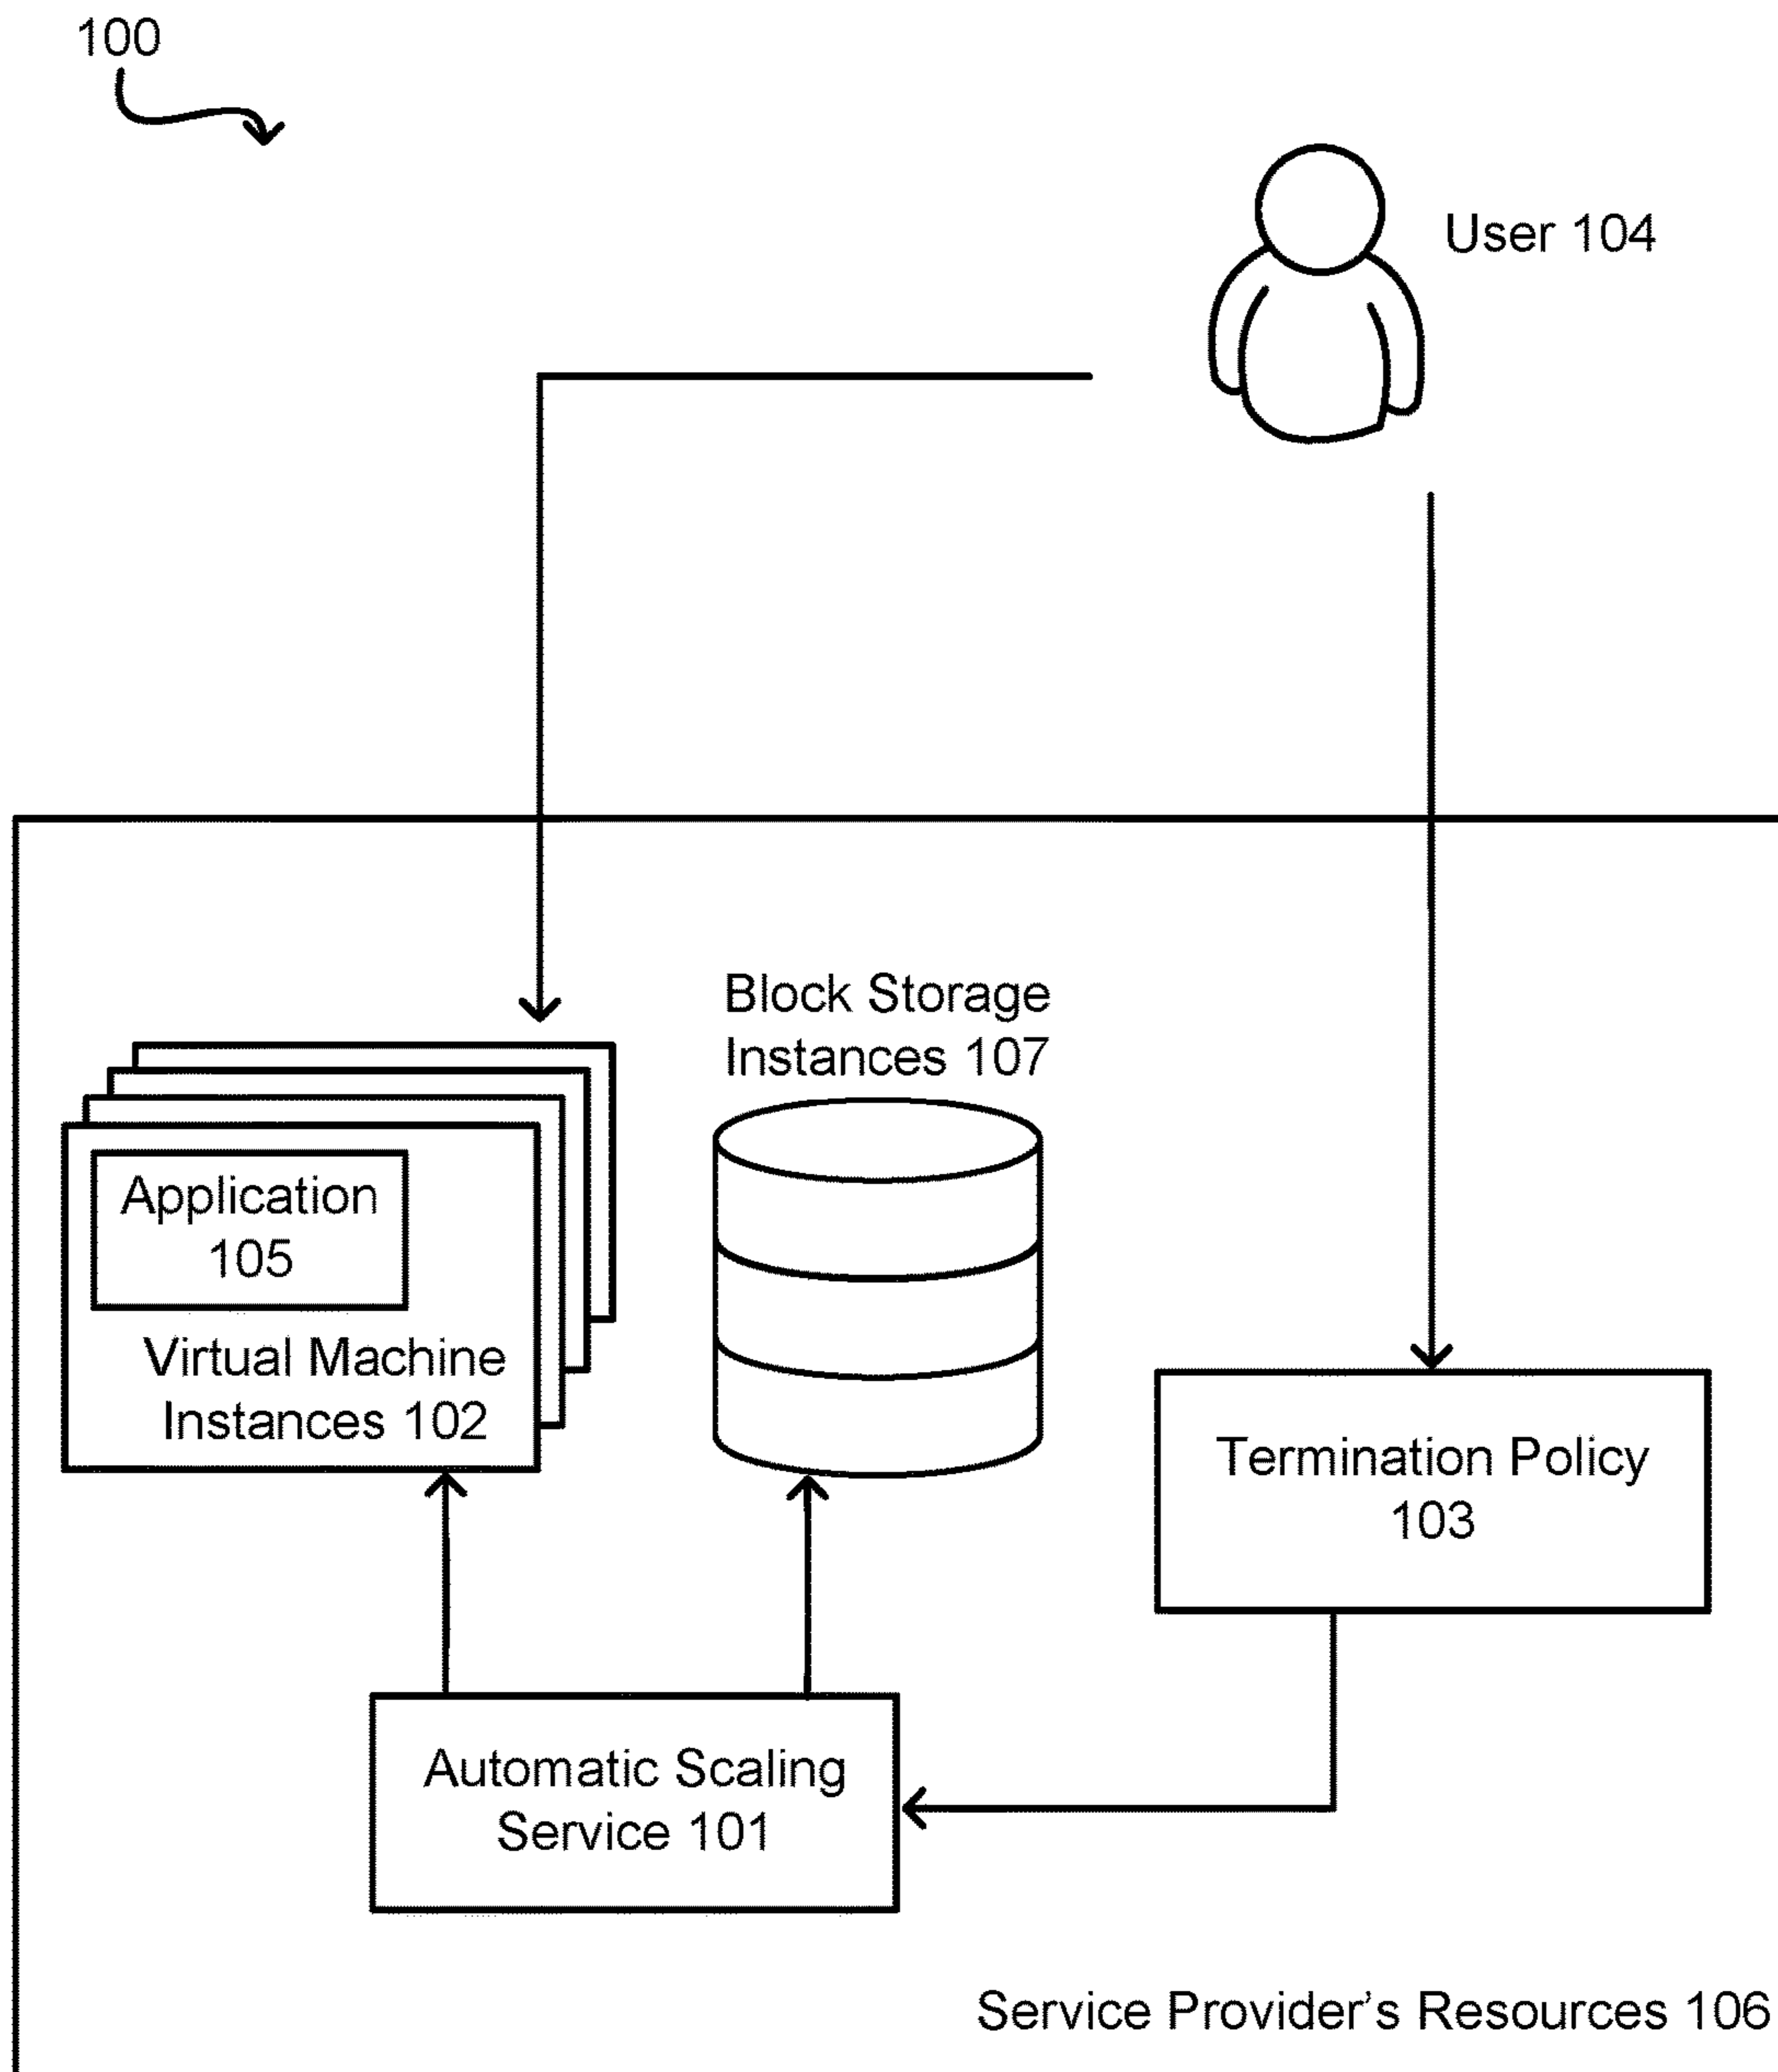 100
User 104
Block Storage
Instances 107
Application
105
Virtual Machine
Instances 102
Termination Policy
103
Automatic Scaling
Service 101
Service Provider's Resources 106